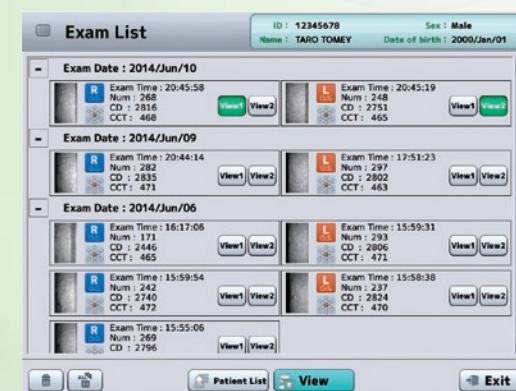 Exam List
ID : 12345678 Sex : Male
Name : TARO TOMEY Date of birth : 2000/Jan/01
Exam Date : 2014/Jun/10
R Exam Time : 20:45:58
Num : 268
CD : 2816
CCT : 468
View1 View2
L Exam Time : 20:45:19
Num : 248
CD : 2751
CCT : 465
View1 View2
Exam Date : 2014/Jun/09
R Exam Time : 20:44:14
Num : 282
CD : 2835
CCT : 471
View1 View2
L Exam Time : 17:51:23
Num : 297
CD : 2802
CCT : 463
View1 View2
Exam Date : 2014/Jun/06
R Exam Time : 16:17:06
Num : 171
CD : 2446
CCT : 465
View1 View2
L Exam Time : 15:59:31
Num : 293
CD : 2806
CCT : 471
View1 View2
R Exam Time : 15:59:54
Num : 242
CD : 2740
CCT : 472
View1 View2
L Exam Time : 15:58:38
Num : 237
CD : 2824
CCT : 470
View1 View2
R Exam Time : 15:55:06
Num : 269
CD : 2796
View1 View2
Patient List View Exit